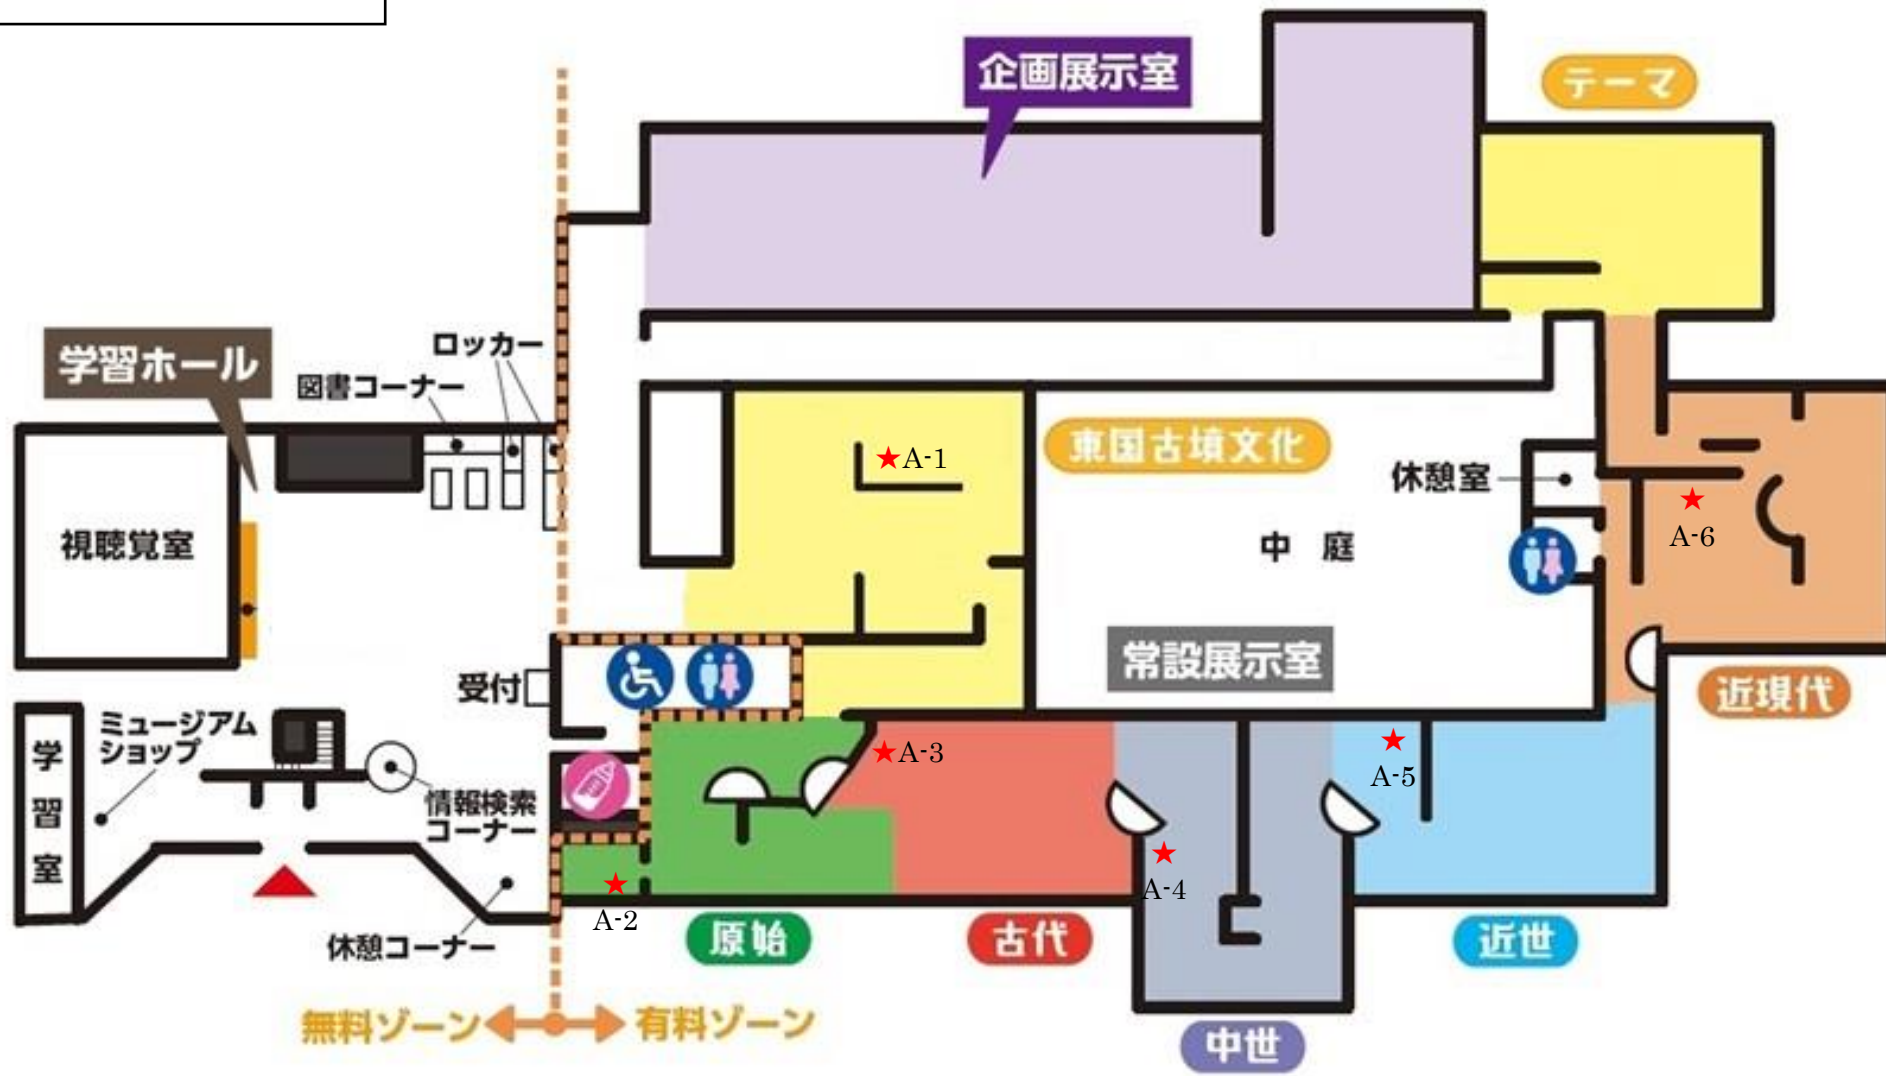 企画展示室
テーマ
学習ホール
ロッカー
図書コーナー
★A-1
東国古墳文化
休憩室
★
A-6
視聴覚室
中 庭
常設展示室
受付
近現代
学習室
ミュージアム
ショップ
★A-3
★
A-5
情報検索
コーナー
★
A-4
★
A-2
原始
古代
近世
休憩コーナー
無料ゾーン
有料ゾーン
中世